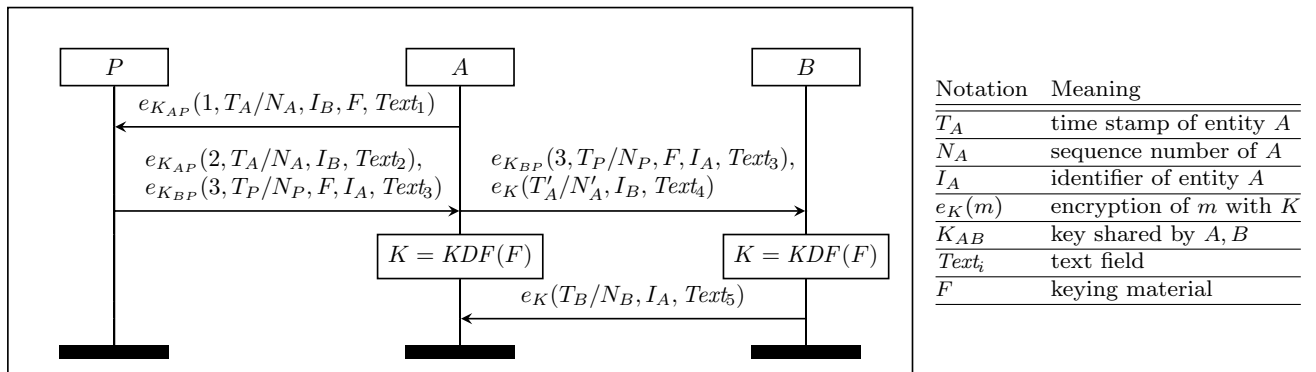 P
A
B
e_{K_{AP}}(1, T_A/N_A, I_B, F, Text_1)
e_{K_{AP}}(2, T_A/N_A, I_B, Text_2),
e_{K_{BP}}(3, T_P/N_P, F, I_A, Text_3)
e_{K_{BP}}(3, T_P/N_P, F, I_A, Text_3),
e_K(T'_A/N'_A, I_B, Text_4)
K = KDF(F)
K = KDF(F)
e_K(T_B/N_B, I_A, Text_5)
Notation Meaning
T_A time stamp of entity A
N_A sequence number of A
I_A identifier of entity A
e_K(m) encryption of m with K
K_{AB} key shared by A, B
Text_i text field
F keying material